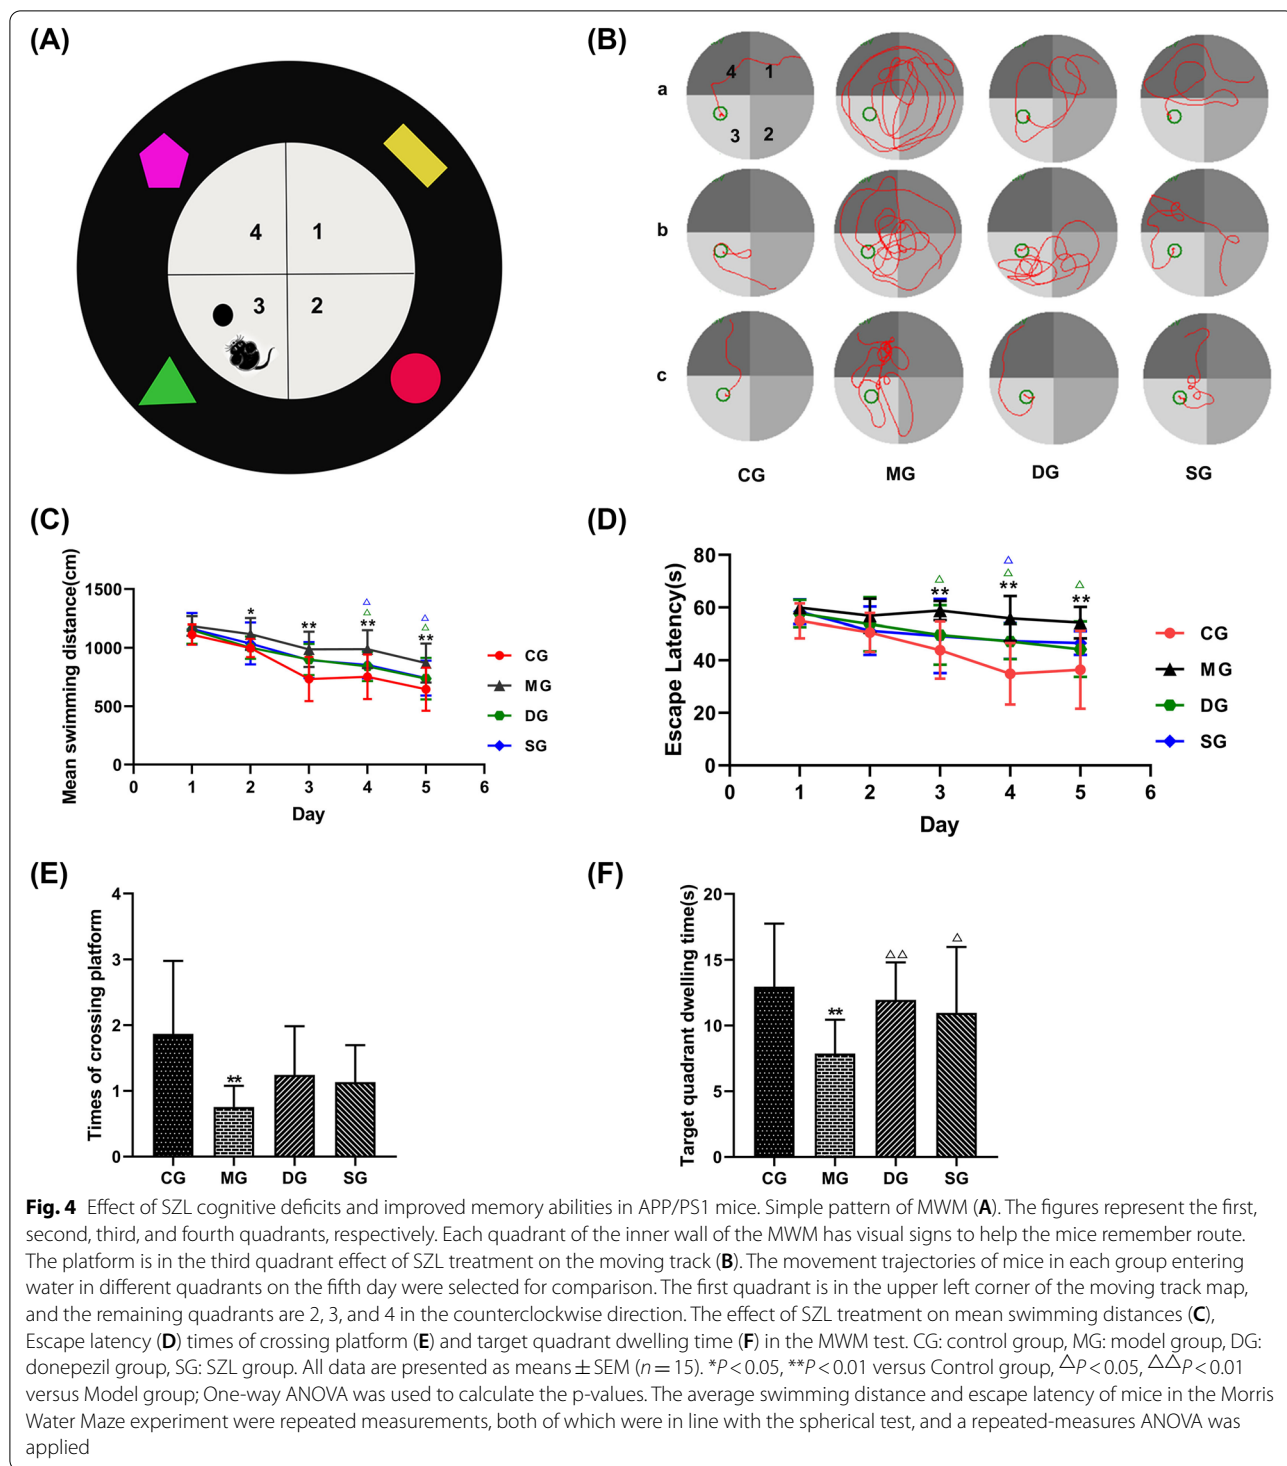 (A)
4 1
3 2
(B)
a
4 1
3 2
b
c
CG MG DG SG
(C)
Mean swimming distance(cm)
1500
1000
500
0
0 1 2 3 4 5 6
Day
*
**
△
△
**
△
△
**
CG
MG
DG
SG
(D)
Escape Latency(s)
80
60
40
20
0
0 1 2 3 4 5 6
Day
△
**
△
△
**
△
**
CG
MG
DG
SG
(E)
Times of crossing platform
4
3
2
1
0
**
CG MG DG SG
(F)
Target quadrant dwelling time(s)
20
15
10
5
0
**
△△
△
CG MG DG SG
Fig. 4 Effect of SZL cognitive deficits and improved memory abilities in APP/PS1 mice. Simple pattern of MWM (A). The figures represent the first,
second, third, and fourth quadrants, respectively. Each quadrant of the inner wall of the MWM has visual signs to help the mice remember route.
The platform is in the third quadrant effect of SZL treatment on the moving track (B). The movement trajectories of mice in each group entering
water in different quadrants on the fifth day were selected for comparison. The first quadrant is in the upper left corner of the moving track map,
and the remaining quadrants are 2, 3, and 4 in the counterclockwise direction. The effect of SZL treatment on mean swimming distances (C),
Escape latency (D) times of crossing platform (E) and target quadrant dwelling time (F) in the MWM test. CG: control group, MG: model group, DG:
donepezil group, SG: SZL group. All data are presented as means ± SEM (n = 15). *P < 0.05, **P < 0.01 versus Control group, △P < 0.05, △△P < 0.01
versus Model group; One-way ANOVA was used to calculate the p-values. The average swimming distance and escape latency of mice in the Morris
Water Maze experiment were repeated measurements, both of which were in line with the spherical test, and a repeated-measures ANOVA was
applied